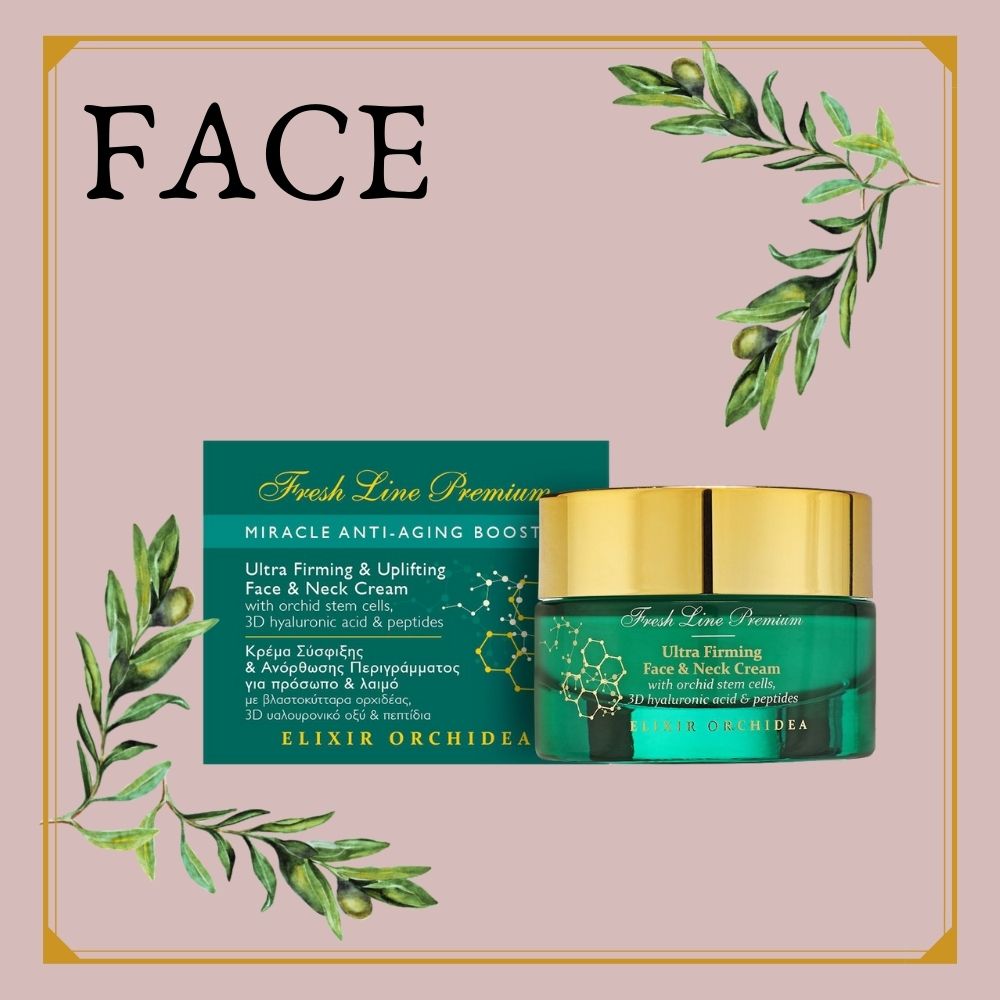 FACE
Fresh Line Premium
MIRACLE ANTI-AGING BOOST
Ultra Firming & Uplifting
Face & Neck Cream
with orchid stem cells,
3D hyaluronic acid & peptides
Κρέμα Σύσφιξης
& Ανόρθωσης Περιγράμματος
για πρόσωπο & λαιμό
με βλαστοκύτταρα ορχιδέας,
3D υαλουρονικό οξύ & πεπτίδια
ELIXIR ORCHIDEA
Fresh Line Premium
Ultra Firming
Face & Neck Cream
with orchid stem cells,
3D hyaluronic acid & peptides
ELIXIR ORCHIDEA